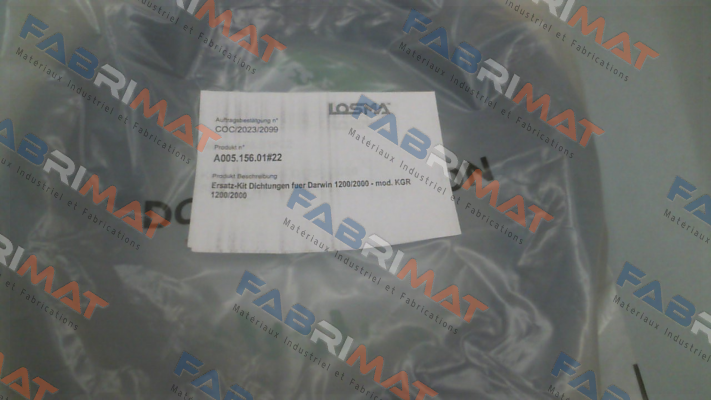 LOSMA
Auftragsbestätigung n°
COC/2023/2099
Produkt n°
A005.156.01#22
Produkt Beschreibung
Ersatz-Kit Dichtungen fuer Darwin 1200/2000 - mod. KGR
1200/2000
FABRIMAT
Materiaux Industriel et Fabrications